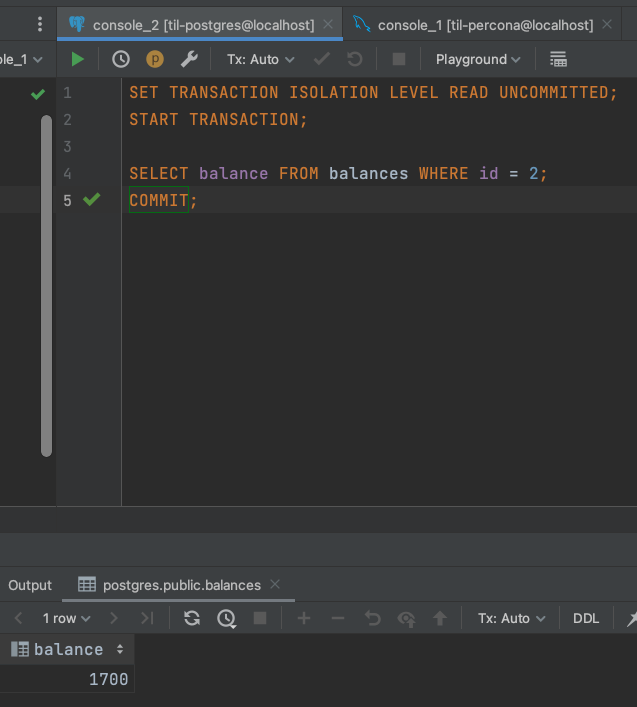 console_2 [til-postgres@localhost]
console_1 [til-percona@localhost]
ole_1
p
Tx: Auto
Playground
1 SET TRANSACTION ISOLATION LEVEL READ UNCOMMITTED;
2 START TRANSACTION;
3
4 SELECT balance FROM balances WHERE id = 2;
5 COMMIT;
Output
postgres.public.balances
1 row
Tx: Auto
DDL
balance
1700